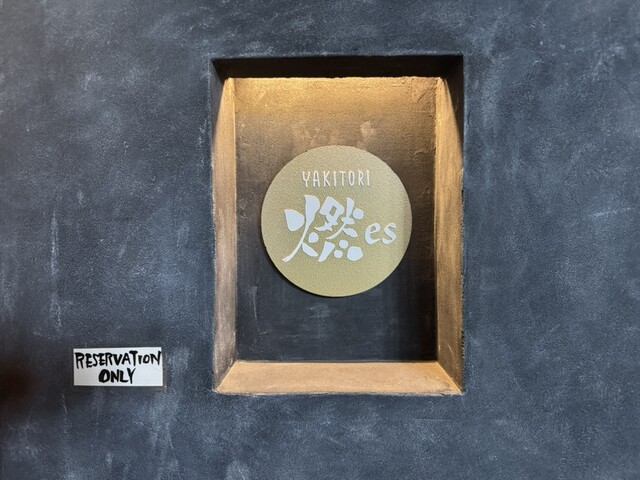 YAKITORI
燃es
RESERVATION
ONLY